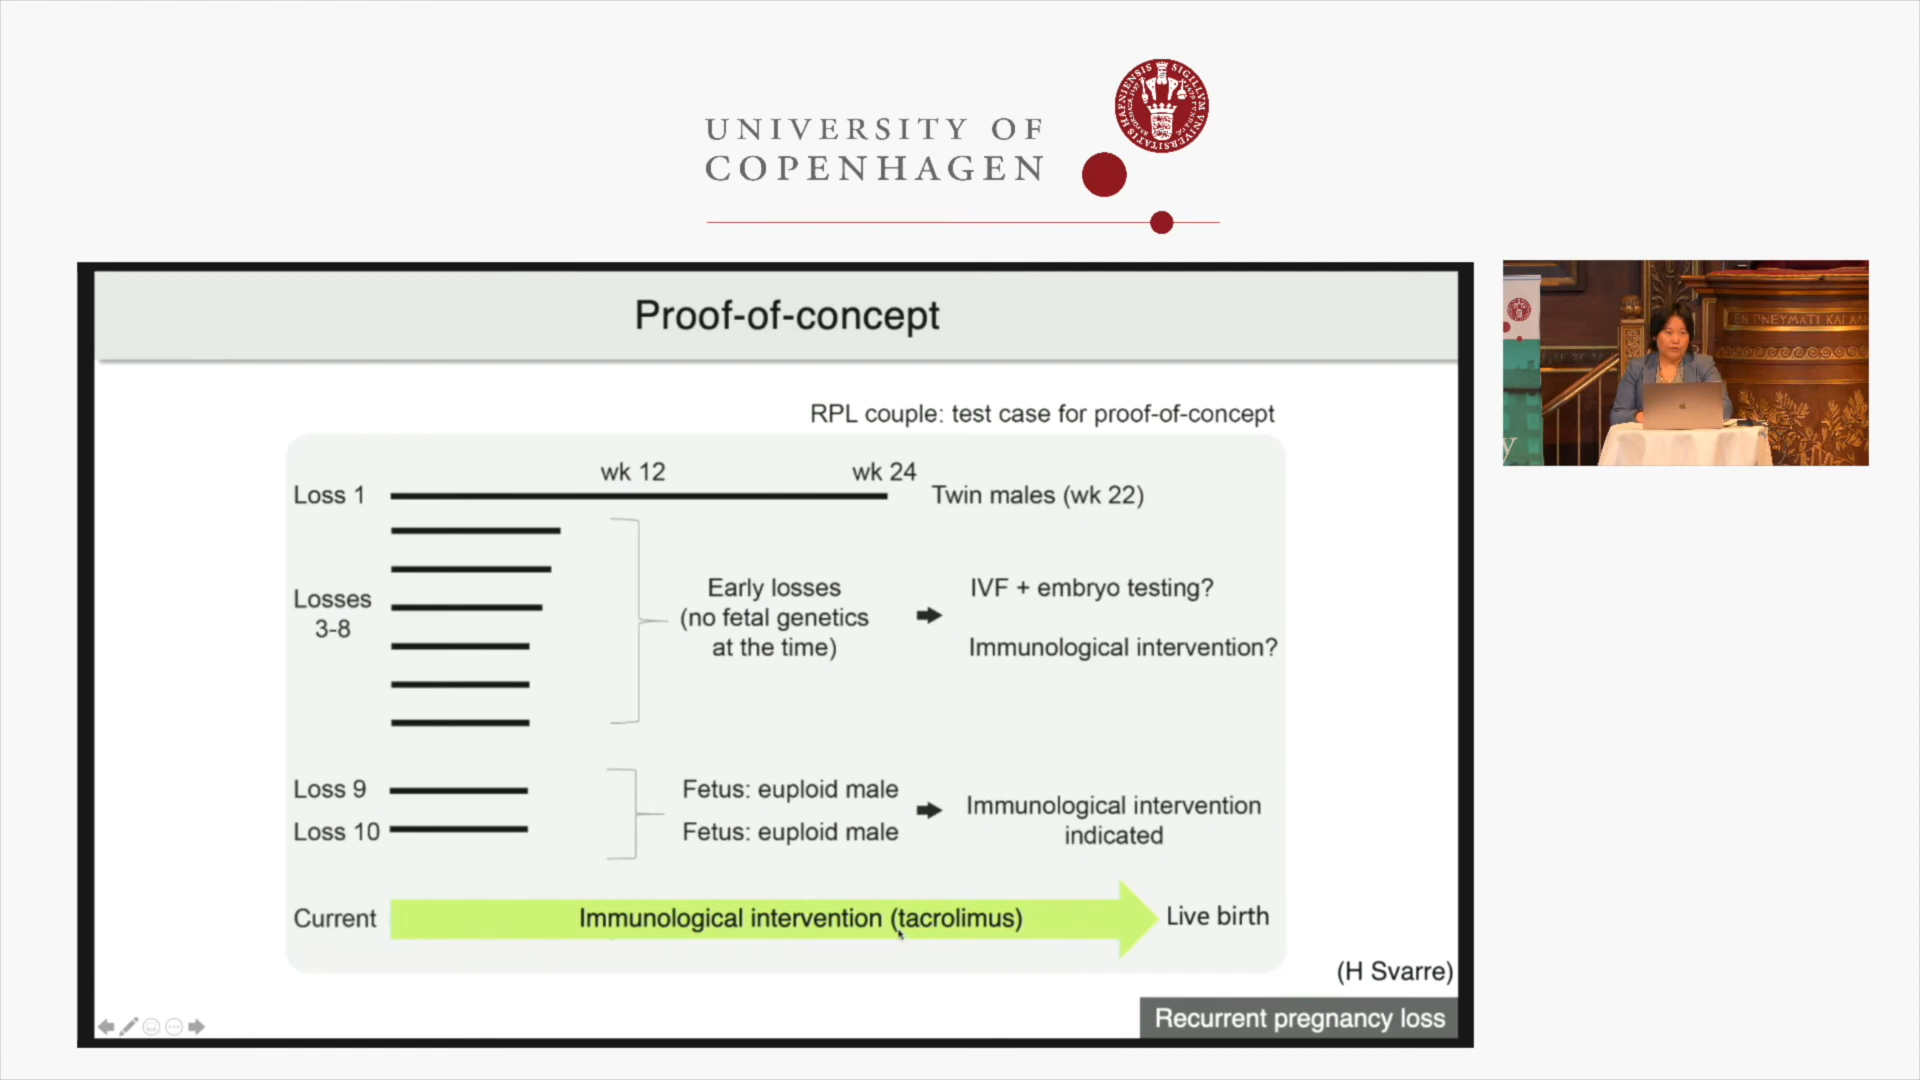 UNIVERSITY OF
COPENHAGEN
Proof-of-concept
RPL couple: test case for proof-of-concept
wk 12
wk 24
Loss 1
Twin males (wk 22)
Losses
3-8
Early losses
(no fetal genetics
at the time)
IVF + embryo testing?
Immunological intervention?
Loss 9
Fetus: euploid male
Loss 10
Fetus: euploid male
Immunological intervention
indicated
Current
Immunological intervention (tacrolimus)
Live birth
(H Svarre)
Recurrent pregnancy loss
EN PNEYMATI KAI